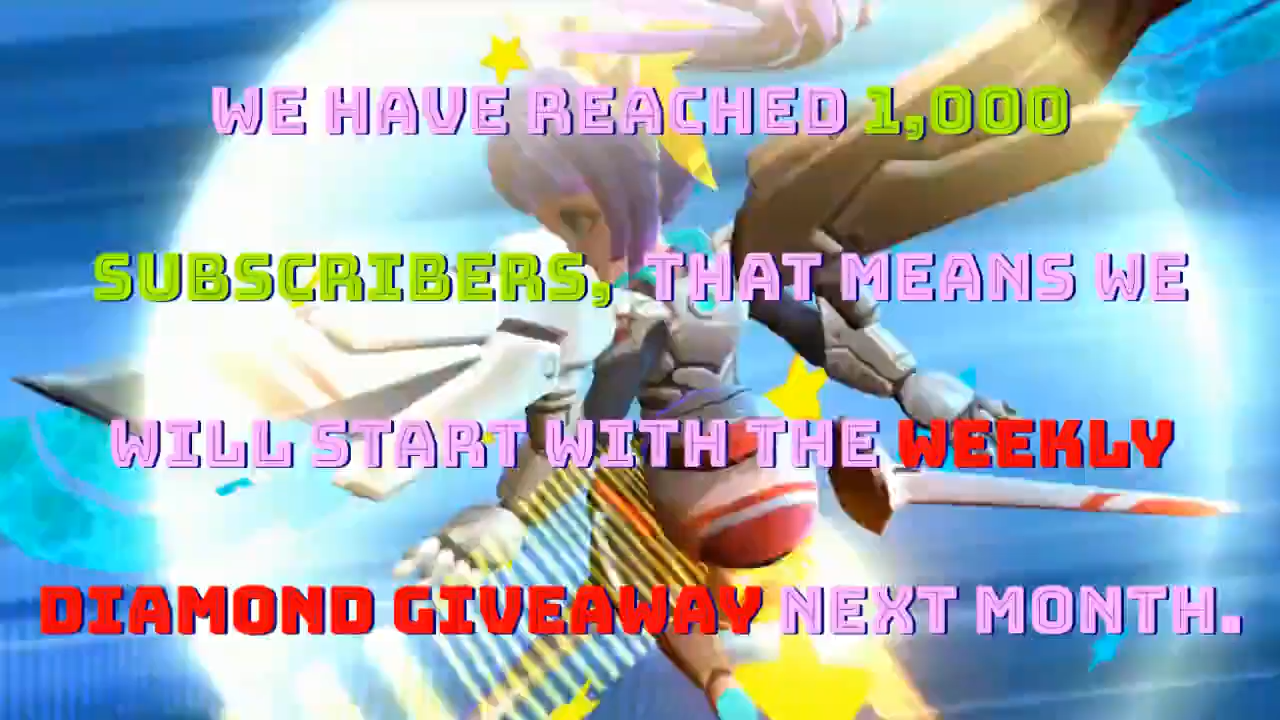 WE HAVE REACHED 1,000
SUBSCRIBERS, THAT MEANS WE
WILL START WITH THE WEEKLY
DIAMOND GIVEAWAY NEXT MONTH.